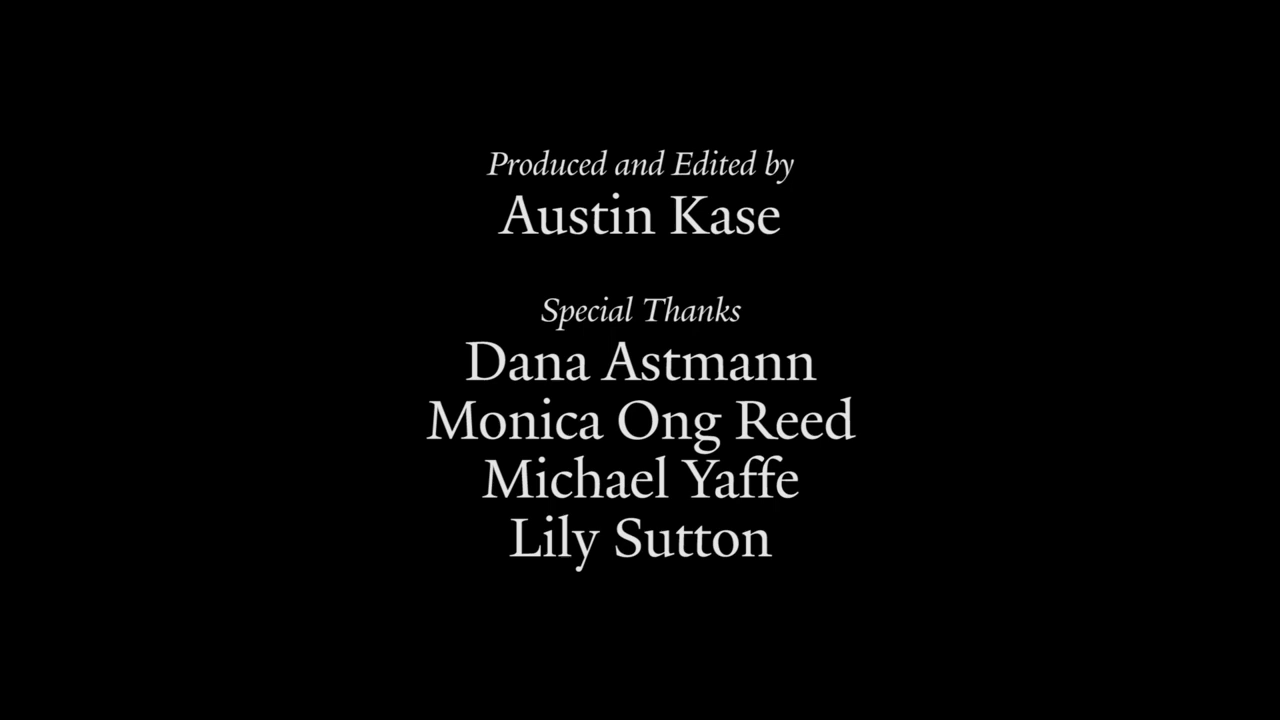 Produced and Edited by
Austin Kase
Special Thanks
Dana Astmann
Monica Ong Reed
Michael Yaffe
Lily Sutton